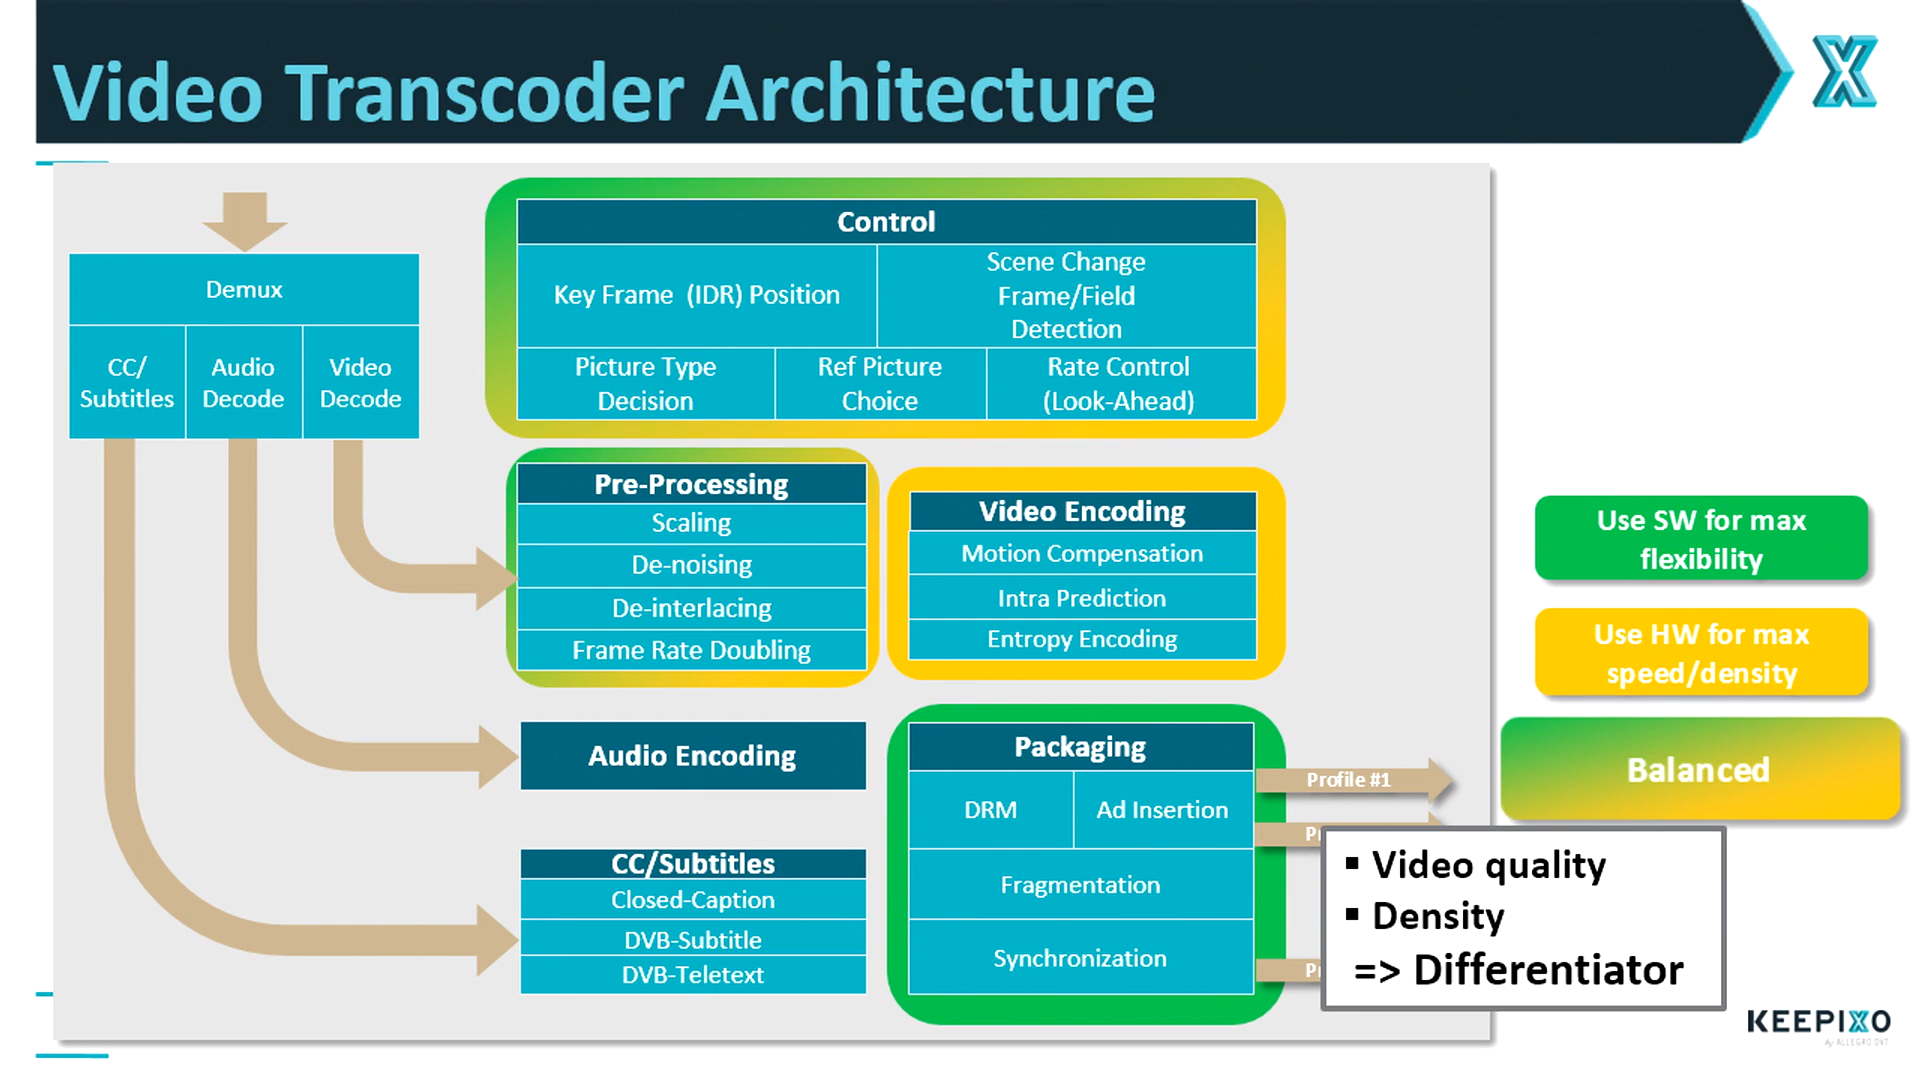 Video Transcoder Architecture
Demux
CC/
Subtitles
Audio
Decode
Video
Decode
Control
Key Frame (IDR) Position
Scene Change
Frame/Field
Detection
Picture Type
Decision
Ref Picture
Choice
Rate Control
(Look-Ahead)
Pre-Processing
Scaling
De-noising
De-interlacing
Frame Rate Doubling
Video Encoding
Motion Compensation
Intra Prediction
Entropy Encoding
Audio Encoding
CC/Subtitles
Closed-Caption
DVB-Subtitle
DVB-Teletext
Packaging
DRM
Ad Insertion
Fragmentation
Synchronization
Profile #1
Use SW for max
flexibility
Use HW for max
speed/density
Balanced
▪ Video quality
▪ Density
=> Differentiator
KEEPIXO
by ALLEGRO DVT